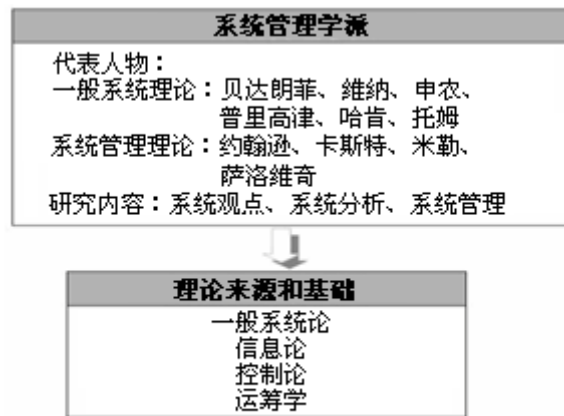 系统管理学派
代表人物：
一般系统理论：贝达朗菲、维纳、申农、
普里高津、哈肯、托姆
系统管理理论：约翰逊、卡斯特、米勒、
萨洛维奇
研究内容：系统观点、系统分析、系统管理
理论来源和基础
一般系统论
信息论
控制论
运筹学